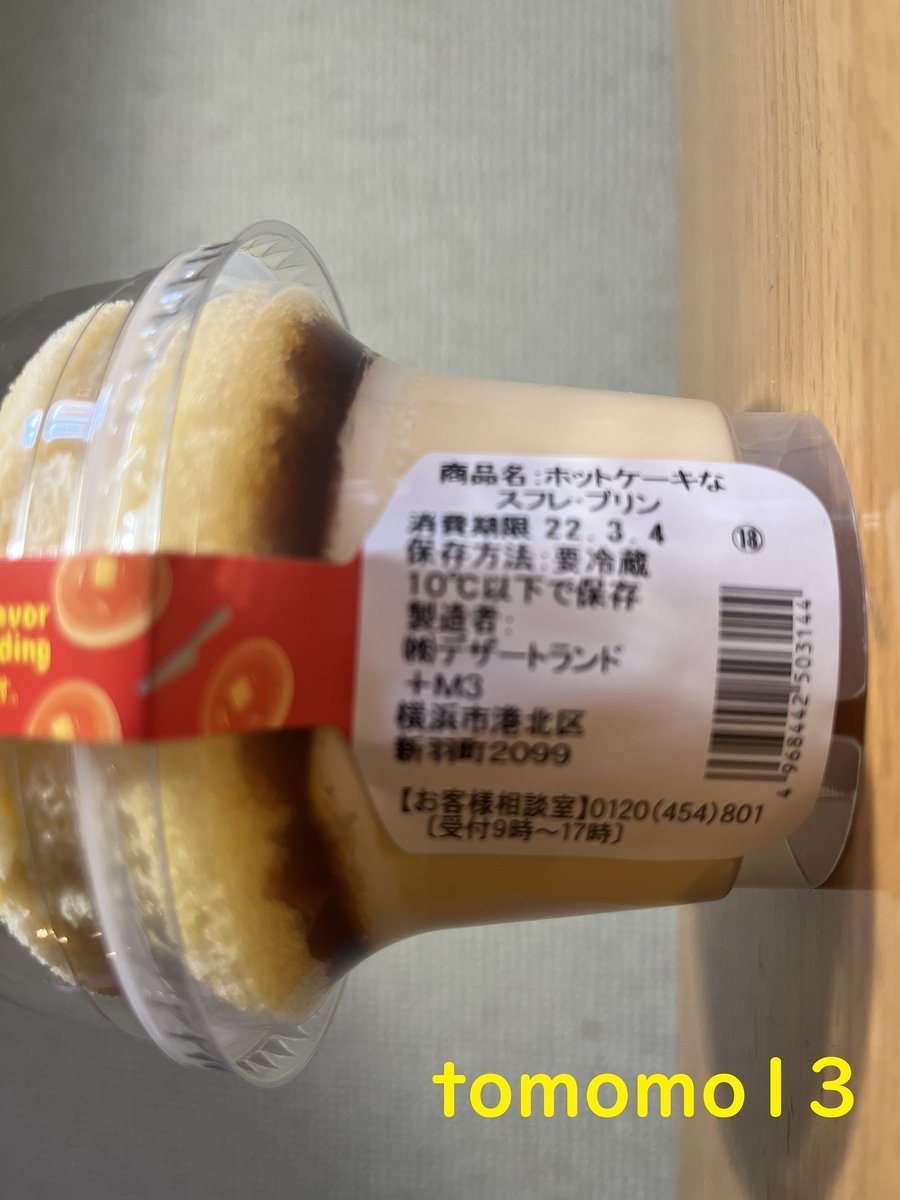 商品名:ホットケーキな
スフレ・プリン
消費期限 22.3.4
⑱
保存方法:要冷蔵
10℃以下で保存
製造者:
㈱デザートランド
+M3
横浜市港北区
新羽町2099
【お客様相談室】0120(454)801
〔受付9時〜17時〕
4968442503144
avor
ding
r.
tomomo13